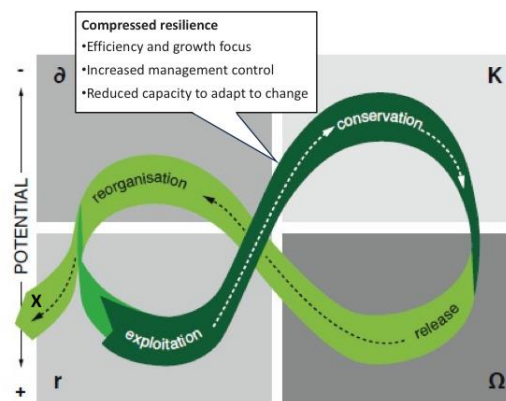 Compressed resilience
•Efficiency and growth focus
•Increased management control
•Reduced capacity to adapt to change
-
∂
K
conservation
reorganisation
POTENTIAL
X
exploitation
release
+
r
Ω